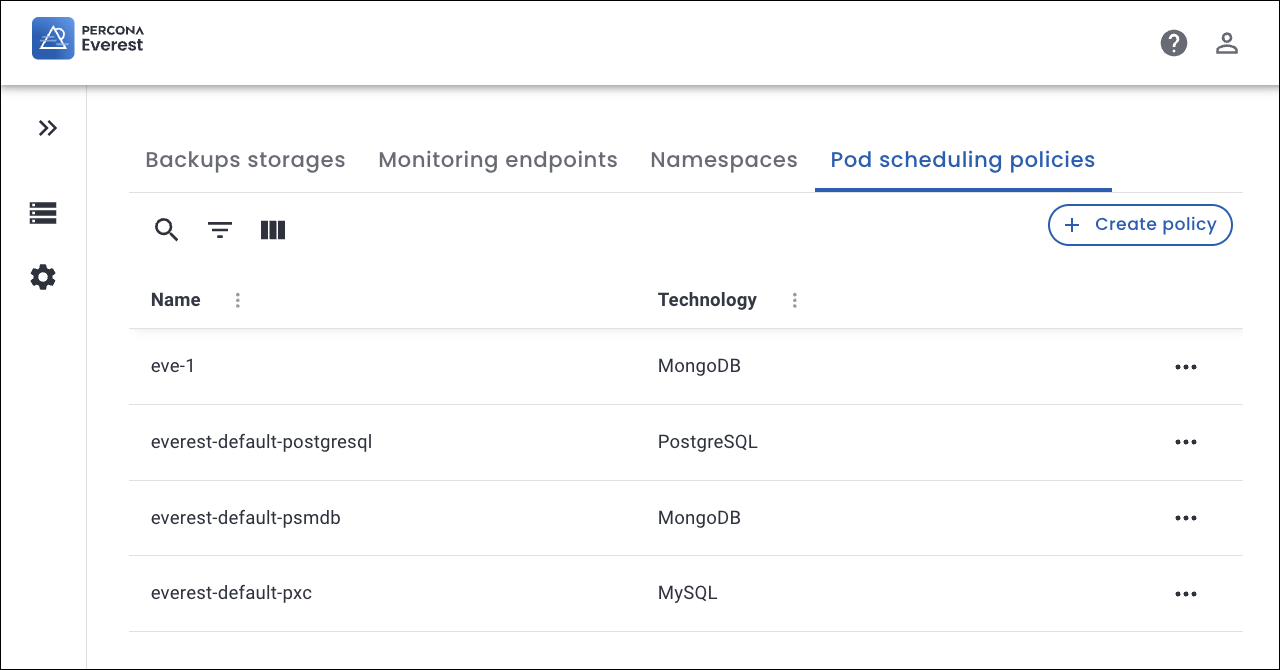 PERCONA
Everest
Backups storages Monitoring endpoints Namespaces Pod scheduling policies
Create policy
Name Technology
eve-1 MongoDB
everest-default-postgresql PostgreSQL
everest-default-psmdb MongoDB
everest-default-pxc MySQL